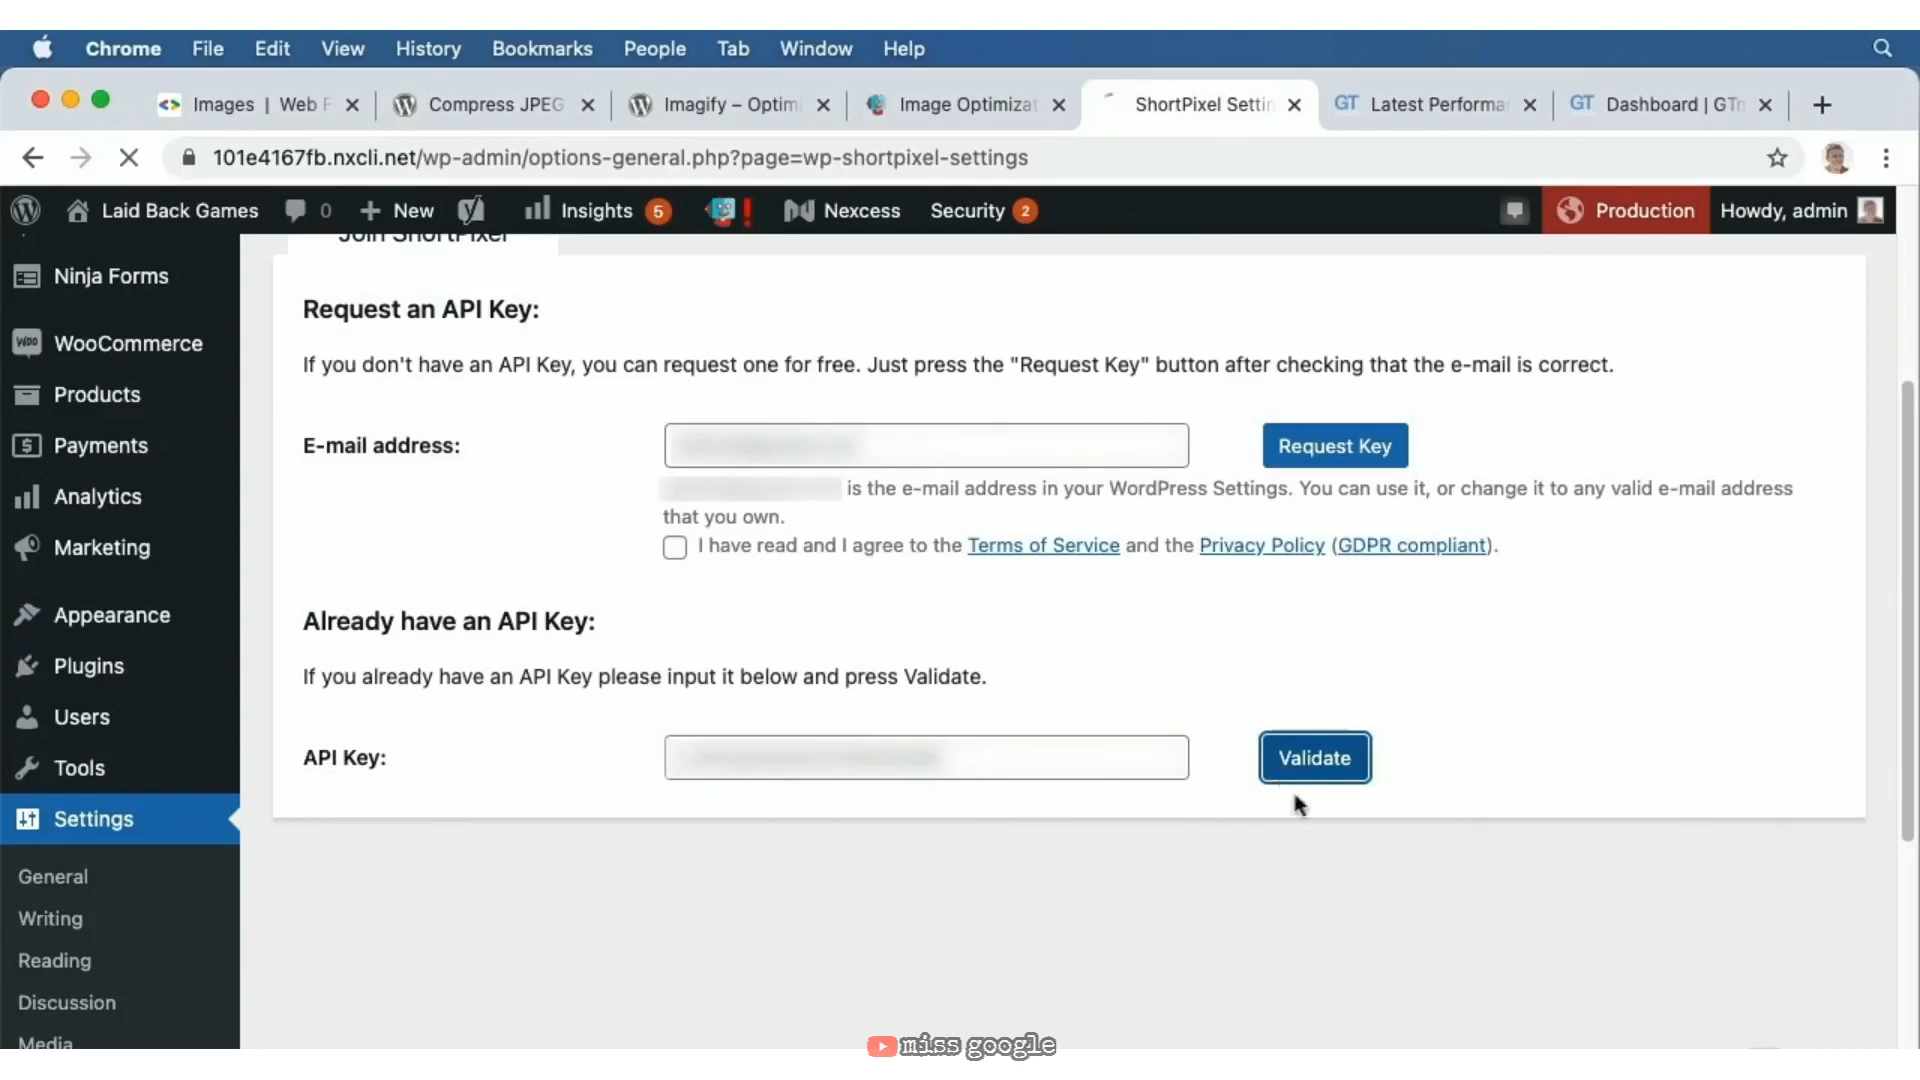 Chrome File Edit View History Bookmarks People Tab Window Help
Images | Web F
Compress JPEG
Imagify – Optimi
Image Optimizat
ShortPixel Settin
GT Latest Performa
GT Dashboard | GTm
101e4167fb.nxcli.net/wp-admin/options-general.php?page=wp-shortpixel-settings
Laid Back Games 0 New Insights 5 ! Nexcess Security 2 Production Howdy, admin
Join ShortPixel
Ninja Forms
WooCommerce
Products
Payments
Analytics
Marketing
Appearance
Plugins
Users
Tools
Settings
General
Writing
Reading
Discussion
Media
Request an API Key:
If you don't have an API Key, you can request one for free. Just press the "Request Key" button after checking that the e-mail is correct.
E-mail address:
Request Key
is the e-mail address in your WordPress Settings. You can use it, or change it to any valid e-mail address
that you own.
I have read and I agree to the Terms of Service and the Privacy Policy (GDPR compliant).
Already have an API Key:
If you already have an API Key please input it below and press Validate.
API Key:
Validate
miss google